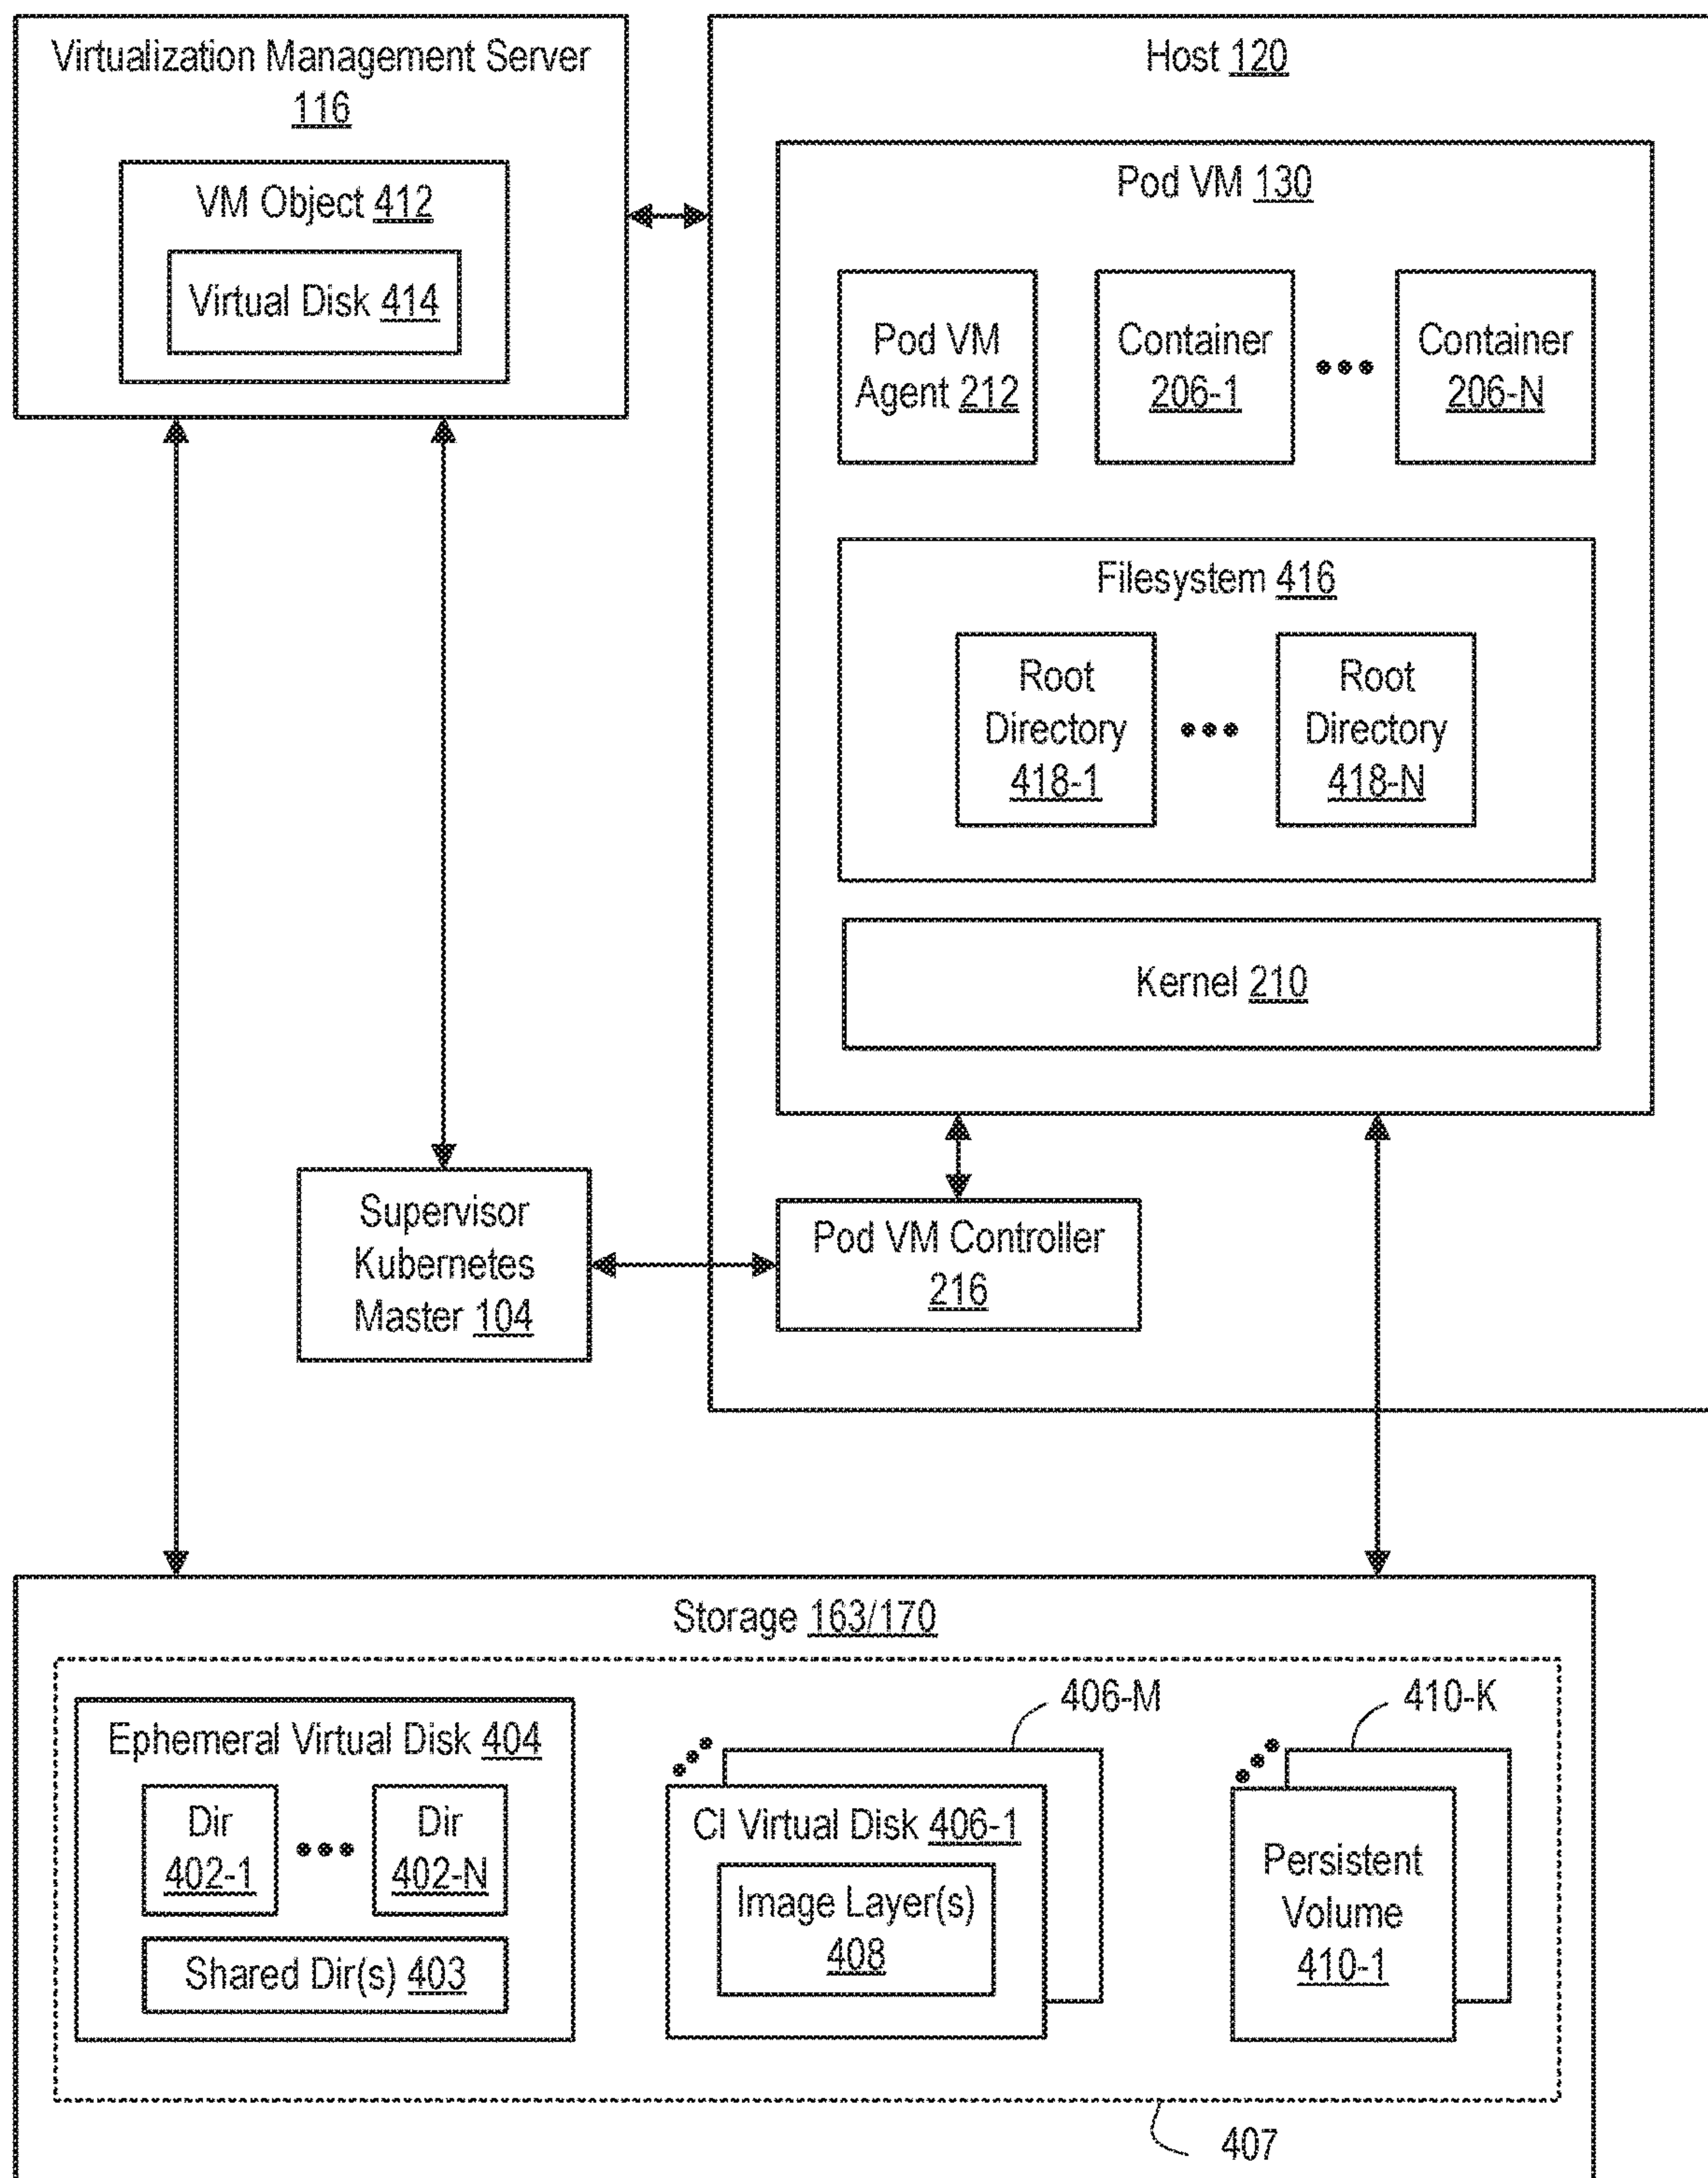 Virtualization Management Server
116
VM Object 412
Virtual Disk 414
Host 120
Pod VM 130
Pod VM
Agent 212
Container
206-1
Container
206-N
Filesystem 416
Root
Directory
418-1
Root
Directory
418-N
Kernel 210
Supervisor
Kubernetes
Master 104
Pod VM Controller
216
Storage 163/170
Ephemeral Virtual Disk 404
Dir
402-1
Dir
402-N
Shared Dir(s) 403
406-M
CI Virtual Disk 406-1
Image Layer(s)
408
410-K
Persistent
Volume
410-1
407